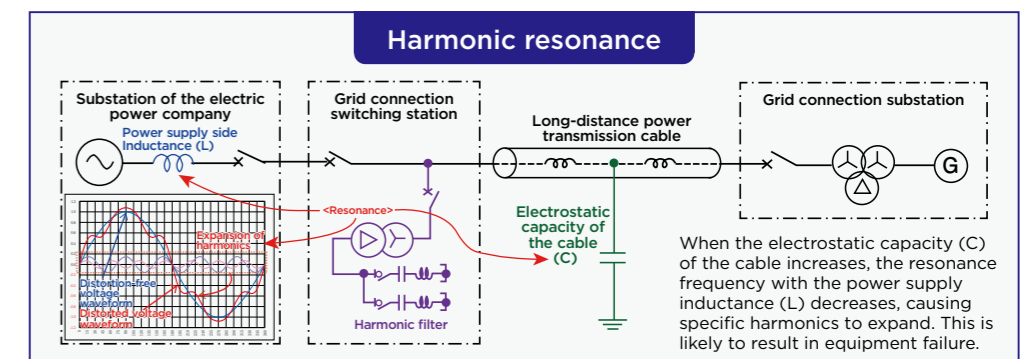 Harmonic resonance
Substation of the electric
power company
Power supply side
Inductance (L)
Grid connection
switching station
Long-distance power
transmission cable
Grid connection substation
G
<Resonance>
Expansion of
harmonics
Distortion-free
voltage
waveform
Distorted voltage
waveform
Harmonic filter
Electrostatic
capacity of
the cable
(C)
When the electrostatic capacity (C)
of the cable increases, the resonance
frequency with the power supply
inductance (L) decreases, causing
specific harmonics to expand. This is
likely to result in equipment failure.